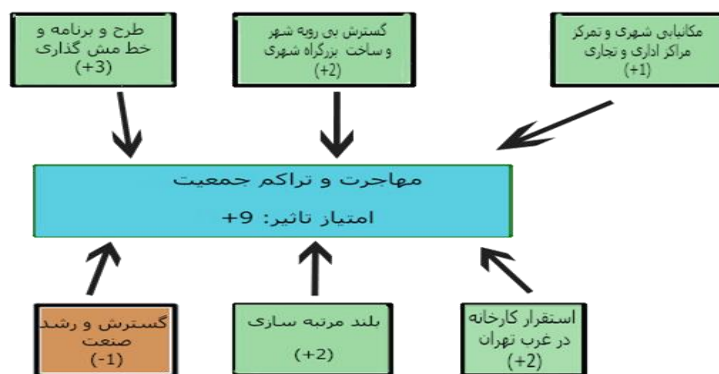 مکانیابی شهری و تمرکز
مراکز اداری و تجاری
(+1)
گسترش بی رویه شهر
و ساخت بزرگراه شهری
(+2)
طرح و برنامه و
خط مش گذاری
(+3)
مهاجرت و تراکم جمعیت
امتیاز تاثیر: 9+
استقرار کارخانه
در غرب تهران
(+2)
بلند مرتبه سازی
(+2)
گسترش و رشد
صنعت
(-1)